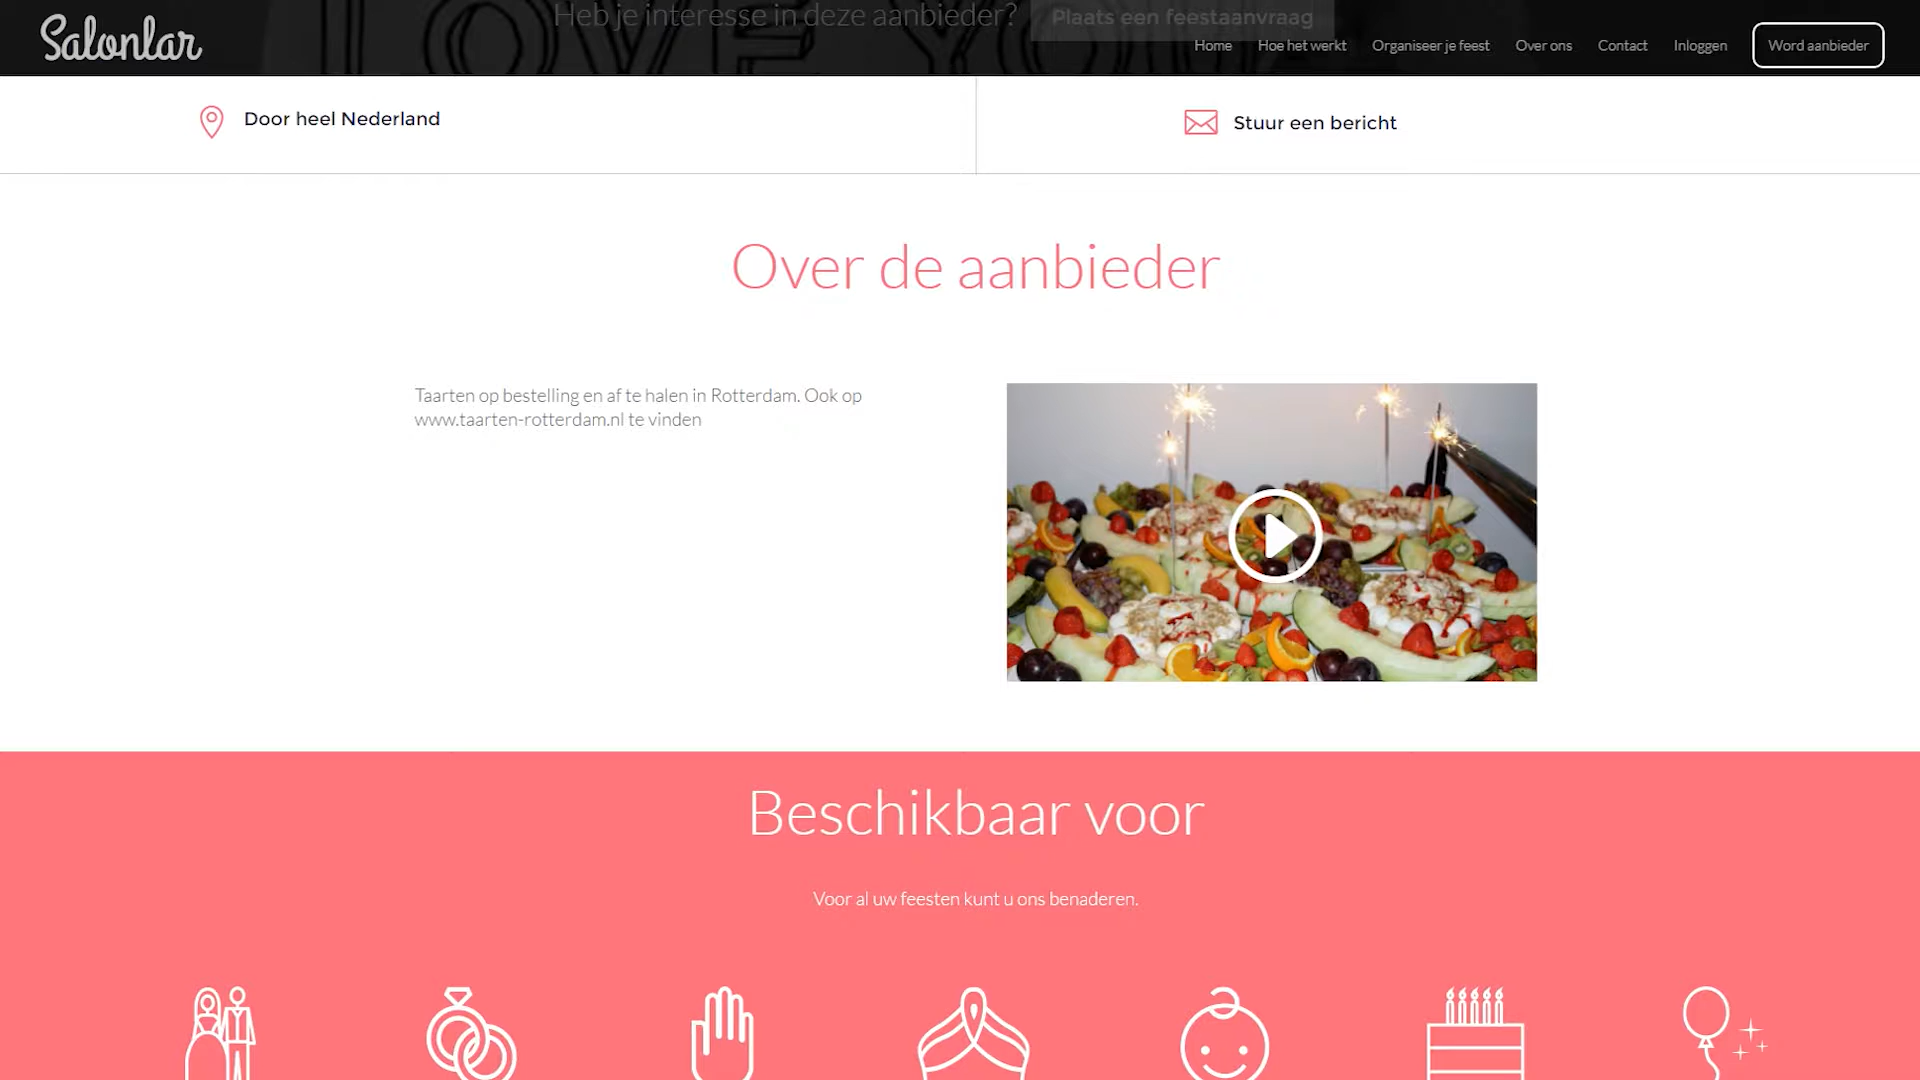 Heb je interesse in deze aanbieder? Plaats een feestaanvraag
Salonlar
Home Hoe het werkt Organiseer je feest Over ons Contact Inloggen Word aanbieder
LOVE YOU
Door heel Nederland
Stuur een bericht
Over de aanbieder
Taarten op bestelling en af te halen in Rotterdam. Ook op
www.taarten-rotterdam.nl te vinden
Beschikbaar voor
Voor al uw feesten kunt u ons benaderen.